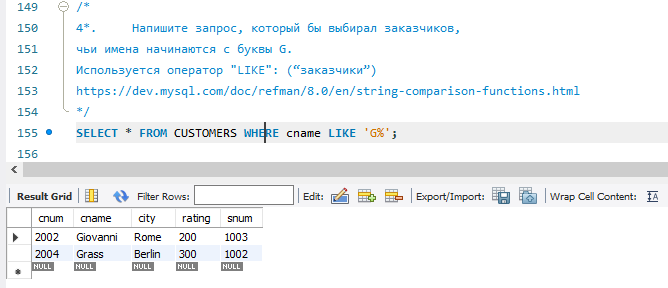 149 /*
150 4*. Напишите запрос, который бы выбирал заказчиков,
151 чьи имена начинаются с буквы G.
152 Используется оператор "LIKE": (“заказчики”)
153 https://dev.mysql.com/doc/refman/8.0/en/string-comparison-functions.html
154 */
155 SELECT * FROM CUSTOMERS WHERE cname LIKE 'G%';
156
Result Grid Filter Rows: Edit: Export/Import: Wrap Cell Content:
cnum cname city rating snum
2002 Giovanni Rome 200 1003
2004 Grass Berlin 300 1002
NULL NULL NULL NULL NULL